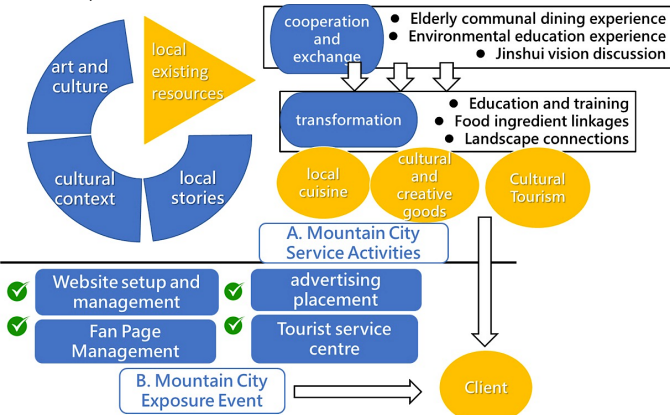 art and
culture
local
existing
resources
cultural
context
local
stories
cooperation
and
exchange
Elderly communal dining experience
Environmental education experience
Jinshui vision discussion
transformation
Education and training
Food ingredient linkages
Landscape connections
local
cuisine
cultural
and
creative
goods
Cultural
Tourism
A. Mountain City
Service Activities
Website setup and
management
advertising
placement
Fan Page
Management
Tourist service
centre
B. Mountain City
Exposure Event
Client